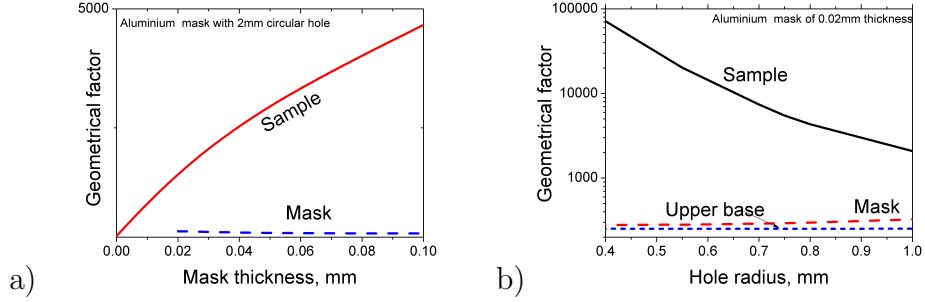 5000
Aluminium mask with 2mm circular hole
Geometrical factor
Sample
Mask
0.00 0.02 0.04 0.06 0.08 0.10
Mask thickness, mm
a)
100000
Aluminium mask of 0.02mm thickness
Geometrical factor
Sample
10000
1000
Upper base
Mask
0.4 0.5 0.6 0.7 0.8 0.9 1.0
Hole radius, mm
b)